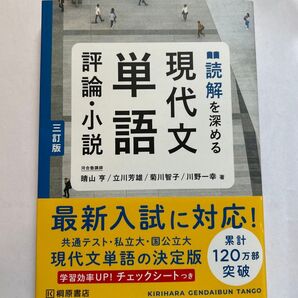 読解を深める
現代文
単語
評論・小説
三訂版
河合塾講師
晴山 亨/立川芳雄/菊川智子/川野一幸 著
最新入試に対応!
共通テスト・私立大・国公立大
現代文単語の決定版
学習効率UP! チェックシートつき
累計
120万部
突破
K 桐原書店
KIRIHARA GENDAIBUN TANGO